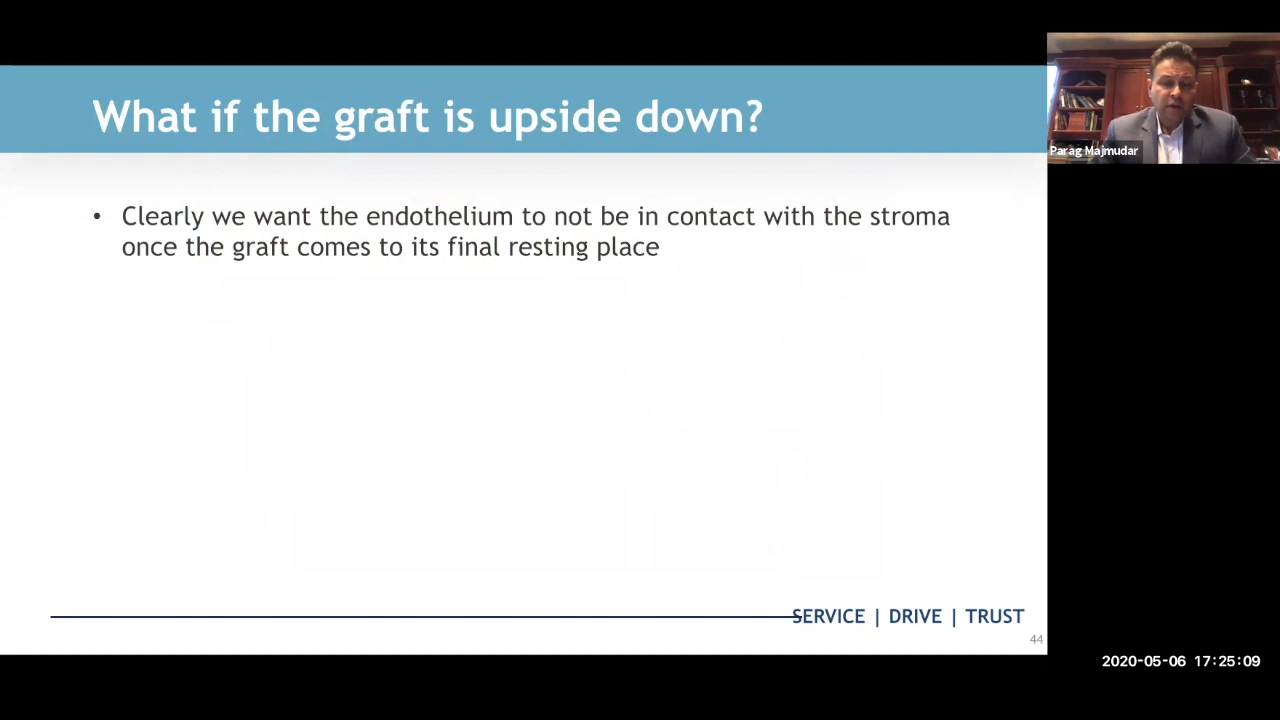 What if the graft is upside down?
Parag Majmudar
• Clearly we want the endothelium to not be in contact with the stroma
once the graft comes to its final resting place
SERVICE | DRIVE | TRUST
44
2020-05-06 17:25:09